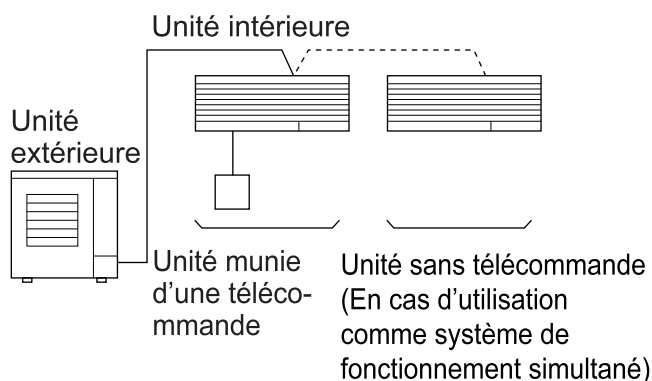 Unité intérieure
Unité
extérieure
Unité munie
d'une téléco-
mmande
Unité sans télécommande
(En cas d'utilisation
comme système de
fonctionnement simultané)